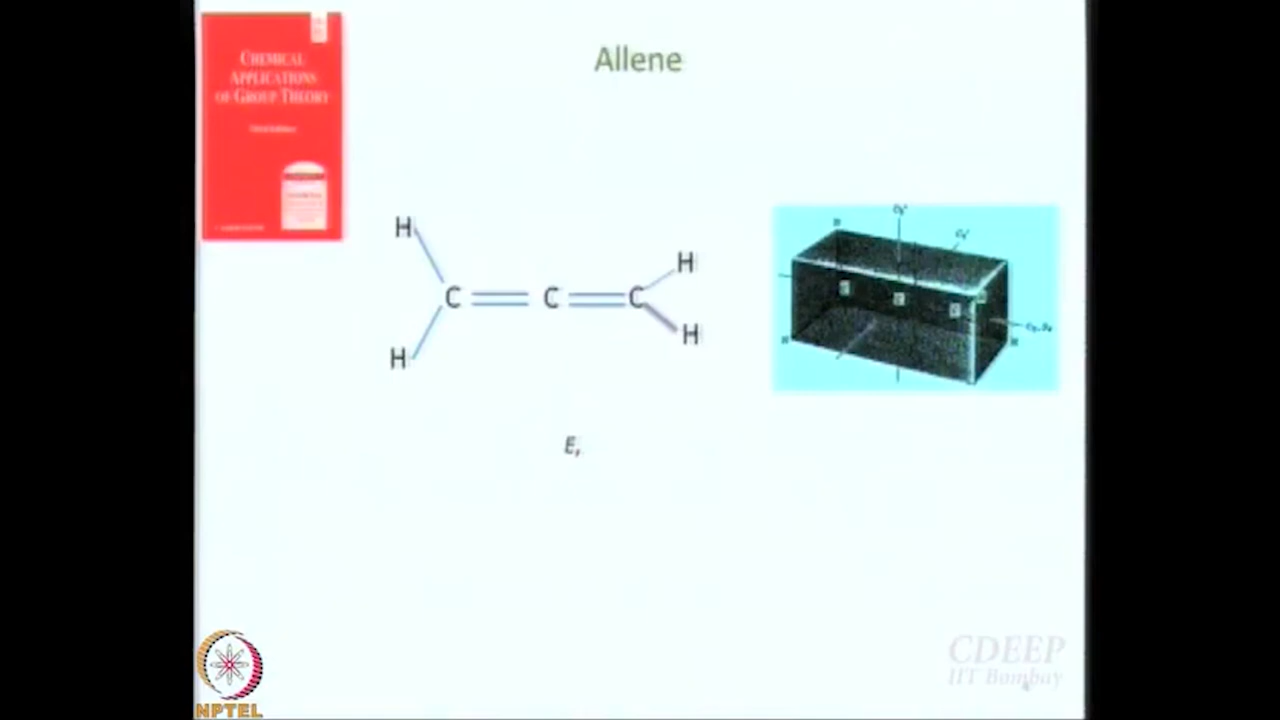 CHEMICAL
APPLICATIONS
OF GROUP THEORY
Allene
H
H
C
C
C
H
H
E,
CDEEP
IIT Bombay
NPTEL